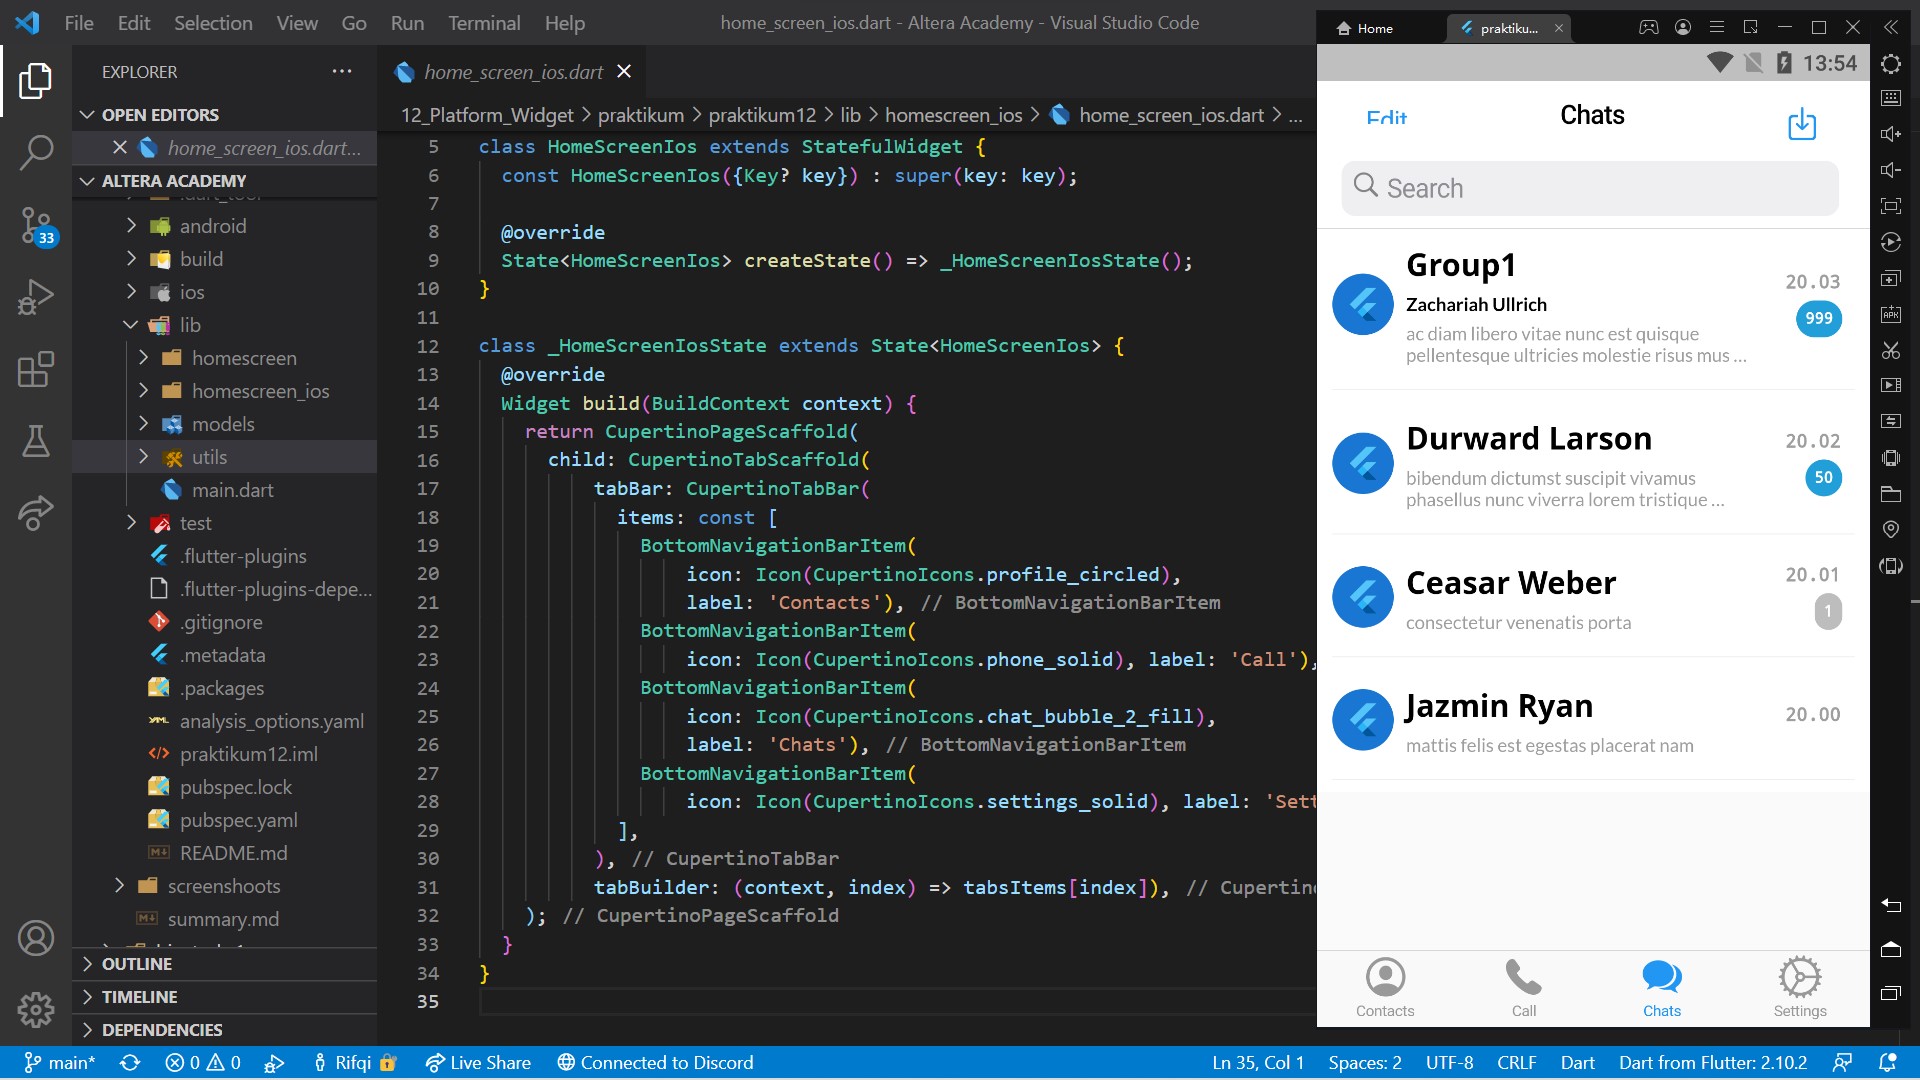 File Edit Selection View Go Run Terminal Help
home_screen_ios.dart - Altera Academy - Visual Studio Code
EXPLORER
OPEN EDITORS
home_screen_ios.dart...
ALTERA ACADEMY
.dart_tool
android
build
ios
lib
homescreen
homescreen_ios
models
utils
main.dart
test
.flutter-plugins
.flutter-plugins-depe...
.gitignore
.metadata
.packages
analysis_options.yaml
praktikum12.iml
pubspec.lock
pubspec.yaml
README.md
screenshoots
summary.md
OUTLINE
TIMELINE
DEPENDENCIES
33
home_screen_ios.dart
12_Platform_Widget > praktikum > praktikum12 > lib > homescreen_ios > home_screen_ios.dart > ...
5 class HomeScreenIos extends StatefulWidget {
6 const HomeScreenIos({Key? key}) : super(key: key);
7
8 @override
9 State<HomeScreenIos> createState() => _HomeScreenIosState();
10 }
11
12 class _HomeScreenIosState extends State<HomeScreenIos> {
13 @override
14 Widget build(BuildContext context) {
15 return CupertinoPageScaffold(
16 child: CupertinoTabScaffold(
17 tabBar: CupertinoTabBar(
18 items: const [
19 BottomNavigationBarItem(
20 icon: Icon(CupertinoIcons.profile_circled),
21 label: 'Contacts'), // BottomNavigationBarItem
22 BottomNavigationBarItem(
23 icon: Icon(CupertinoIcons.phone_solid), label: 'Call'),
24 BottomNavigationBarItem(
25 icon: Icon(CupertinoIcons.chat_bubble_2_fill),
26 label: 'Chats'), // BottomNavigationBarItem
27 BottomNavigationBarItem(
28 icon: Icon(CupertinoIcons.settings_solid), label: 'Sett
29 ],
30 ), // CupertinoTabBar
31 tabBuilder: (context, index) => tabsItems[index]), // Cupertin
32 ); // CupertinoPageScaffold
33 }
34 }
35
Home
praktiku...
13:54
Edit
Chats
Search
Group1
20.03
Zachariah Ullrich
999
ac diam libero vitae nunc est quisque
pellentesque ultricies molestie risus mus ...
Durward Larson
20.02
50
bibendum dictumst suscipit vivamus
phasellus nunc viverra lorem tristique ...
Ceasar Weber
20.01
1
consectetur venenatis porta
Jazmin Ryan
20.00
mattis felis est egestas placerat nam
Contacts
Call
Chats
Settings
APK
main* 0 0 Rifqi Live Share Connected to Discord
Ln 35, Col 1 Spaces: 2 UTF-8 CRLF Dart Dart from Flutter: 2.10.2